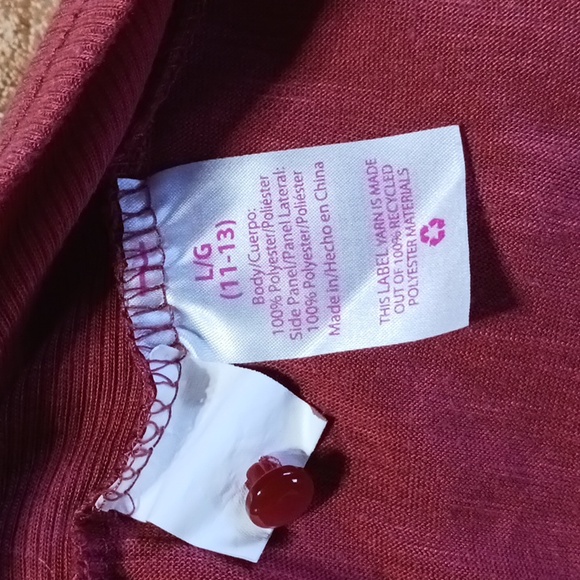 L/G
(11-13)
Body/Cuerpo:
100% Polyester/Poliéster
Side Panel/Panel Lateral:
100% Polyester/Poliéster
Made in/Hecho en China
THIS LABEL YARN IS MADE
OUT OF 100% RECYCLED
POLYESTER MATERIALS